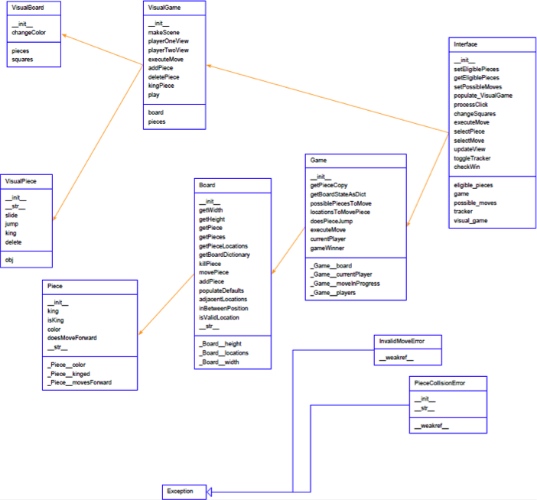 VisualBoard
__init__
changeColor
pieces
squares
VisualGame
__init__
makeScene
playerOneView
playerTwoView
executeMove
addPiece
deletePiece
kingPiece
play
board
pieces
Interface
__init__
setEligiblePieces
getEligiblePieces
setPossibleMoves
populate_VisualGame
processClick
changeSquares
executeMove
selectPiece
selectMove
updateView
toggleTracker
checkWin
eligible_pieces
game
possible_moves
tracker
visual_game
VisualPiece
__init__
__str__
slide
jump
king
delete
obj
Board
__init__
getWidth
getHeight
getPiece
getPieces
getPieceLocations
getBoardDictionary
killPiece
movePiece
addPiece
populateDefaults
adjacentLocations
inBetweenPosition
isValidLocation
__str__
_Board__height
_Board__locations
_Board__width
Game
__init__
getPieceCopy
getBoardStateAsDict
possiblePiecesToMove
locationsToMovePiece
doesPieceJump
executeMove
currentPlayer
gameWinner
_Game__board
_Game__currentPlayer
_Game__moveInProgress
_Game__players
Piece
__init__
king
isKing
color
doesMoveForward
__str__
_Piece__color
_Piece__kinged
_Piece__movesForward
InvalidMoveError
__weakref__
PieceCollisionError
__init__
__str__
__weakref__
Exception